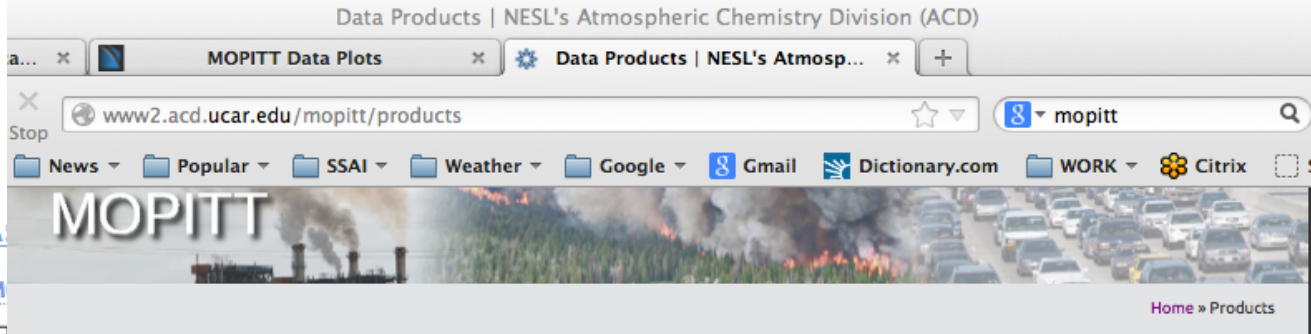 Data Products | NESL's Atmospheric Chemistry Division (ACD)
a... MOPITT Data Plots Data Products | NESL's Atmosp...
www2.acd.ucar.edu/mopitt/products mopitt
Stop
News Popular SSAI Weather Google Gmail Dictionary.com WORK Citrix
MOPITT
Home » Products